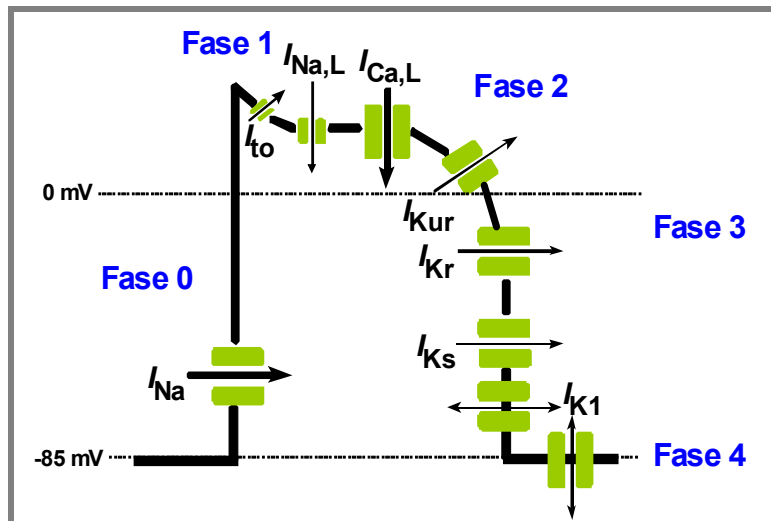 Fase 1
INa,L
ICa,L
Fase 2
Ito
0 mV
IKur
Fase 3
IKr
Fase 0
IKs
INa
IK1
-85 mV
Fase 4